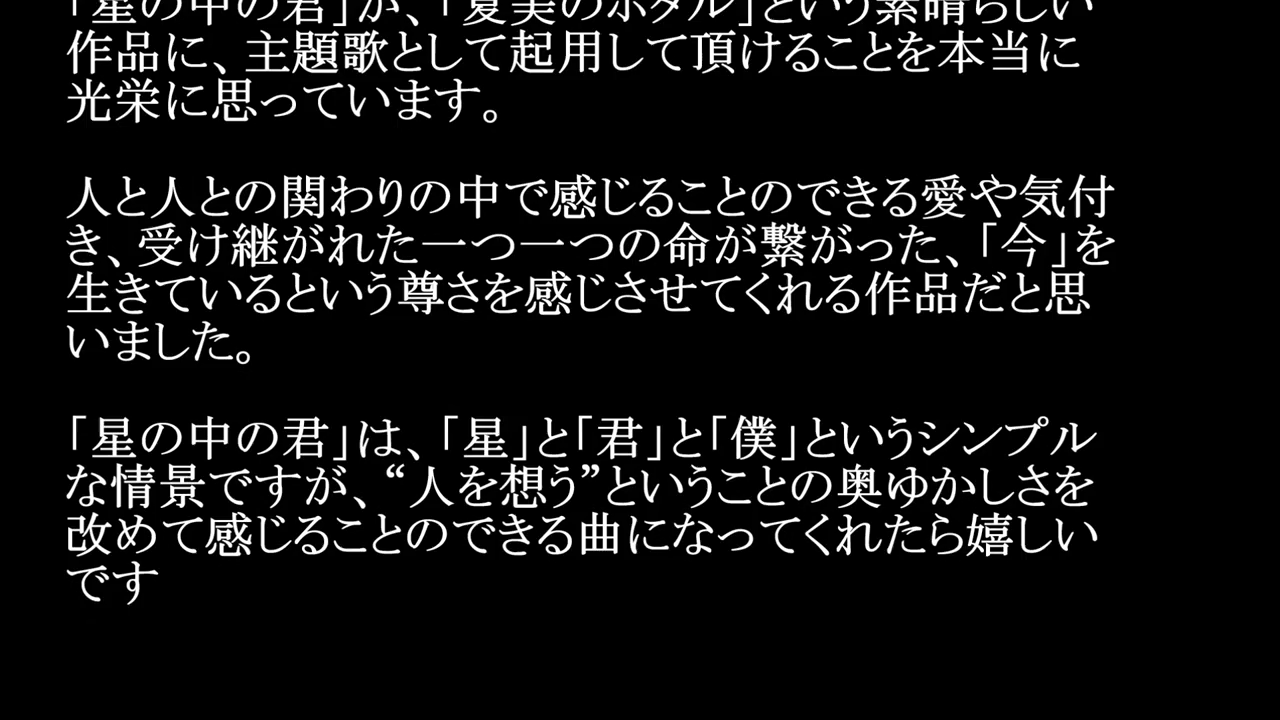 「星の中の君」が、「夏美のホタル」という素晴らしい
作品に、主題歌として起用して頂けることを本当に
光栄に思っています。
人と人との関わりの中で感じることのできる愛や気付
き、受け継がれた一つ一つの命が繋がった、「今」を
生きているという尊さを感じさせてくれる作品だと思
いました。
「星の中の君」は、「星」と「君」と「僕」というシンプル
な情景ですが、“人を想う”ということの奥ゆかしさを
改めて感じることのできる曲になってくれたら嬉しい
です